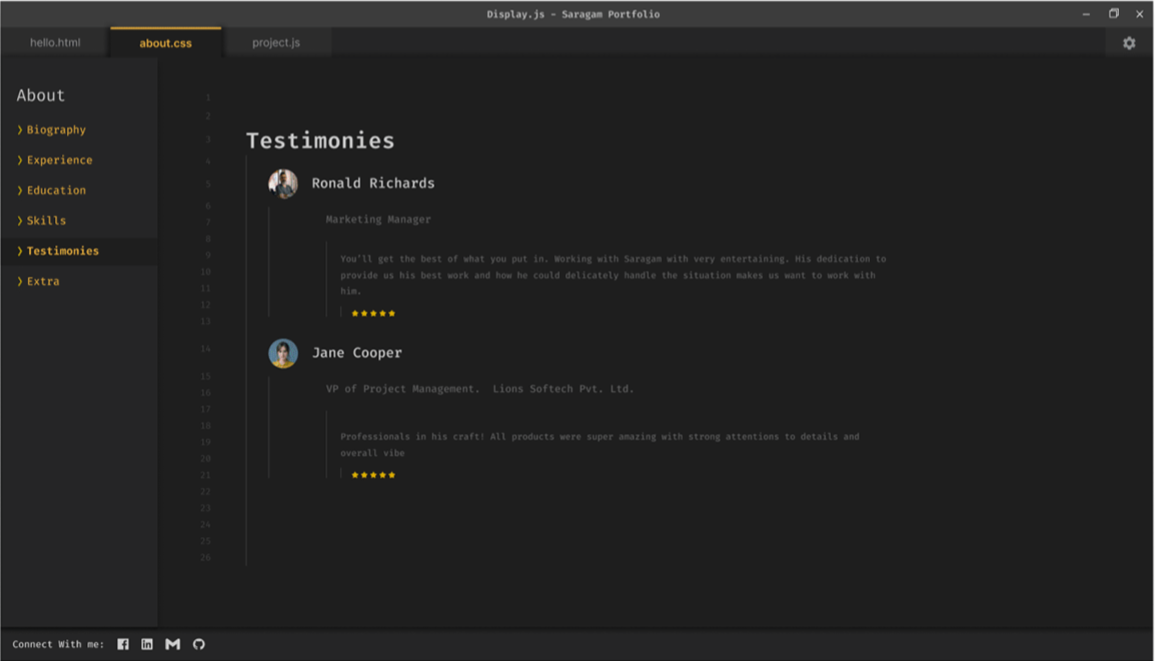 Display.js - Saragam Portfolio
hello.html
about.css
project.js
About
❯ Biography
❯ Experience
❯ Education
❯ Skills
❯ Testimonies
❯ Extra
1
2
3
Testimonies
4
5
Ronald Richards
6
7
Marketing Manager
8
9
You'll get the best of what you put in. Working with Saragam with very entertaining. His dedication to
10
provide us his best work and how he could delicately handle the situation makes us want to work with
11
him.
12
13
14
Jane Cooper
15
16
VP of Project Management. Lions Softech Pvt. Ltd.
17
18
19
Professionals in his craft! All products were super amazing with strong attentions to details and
20
overall vibe
21
22
23
24
25
26
Connect With me: